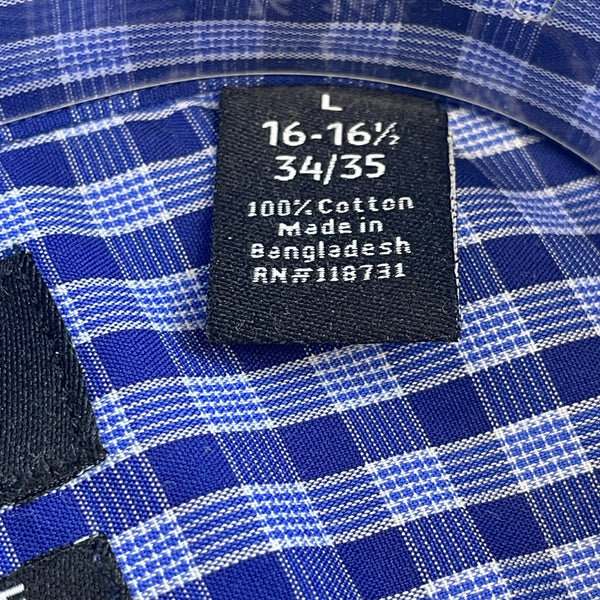 L
16-16½
34/35
100% Cotton
Made in
Bangladesh
RN#118731